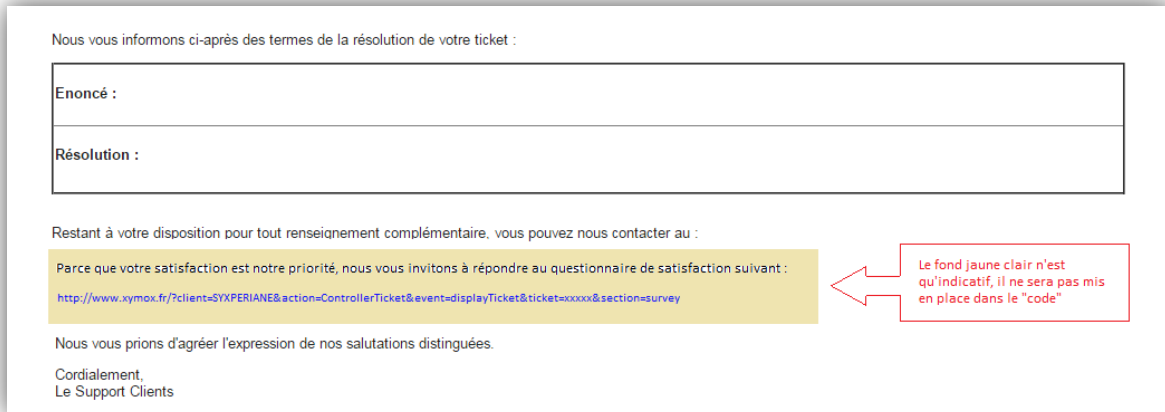 Nous vous informons ci-après des termes de la résolution de votre ticket :
Enoncé :
Résolution :
Restant à votre disposition pour tout renseignement complémentaire, vous pouvez nous contacter au :
Parce que votre satisfaction est notre priorité, nous vous invitons à répondre au questionnaire de satisfaction suivant :
http://www.xymox.fr/?client=SYXPERIANE&action=ControllerTicket&event=displayTicket&ticket=xxxxx&section=survey
Le fond jaune clair n'est
qu'indicatif, il ne sera pas mis
en place dans le "code"
Nous vous prions d'agréer l'expression de nos salutations distinguées.
Cordialement,
Le Support Clients